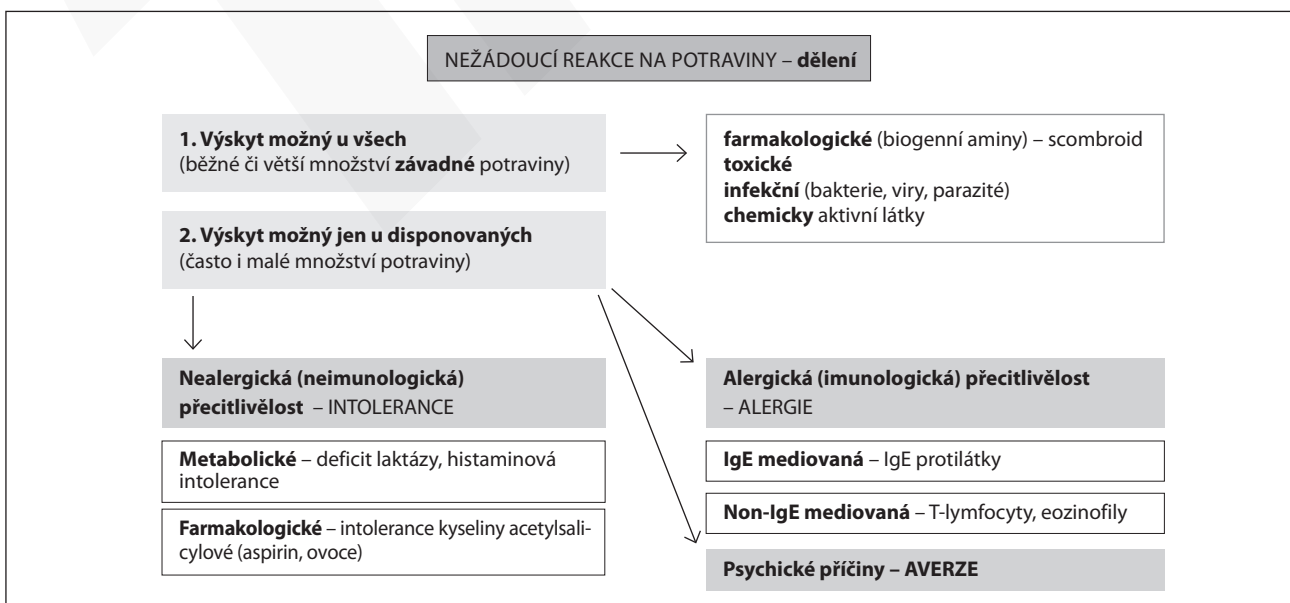 NEŽÁDOUCÍ REAKCE NA POTRAVINY – dělení
1. Výskyt možný u všech
(běžné či větší množství závadné potraviny)
farmakologické (biogenní aminy) – scombroid
toxické
infekční (bakterie, viry, parazité)
chemicky aktivní látky
2. Výskyt možný jen u disponovaných
(často i malé množství potraviny)
Nealergická (neimunologická)
přecitlivělost – INTOLERANCE
Metabolické – deficit laktázy, histaminová
intolerance
Farmakologické – intolerance kyseliny acetylsali-
cylové (aspirin, ovoce)
Alergická (imunologická) přecitlivělost
– ALERGIE
IgE mediovaná – IgE protilátky
Non-IgE mediovaná – T-lymfocyty, eozinofily
Psychické příčiny – AVERZE